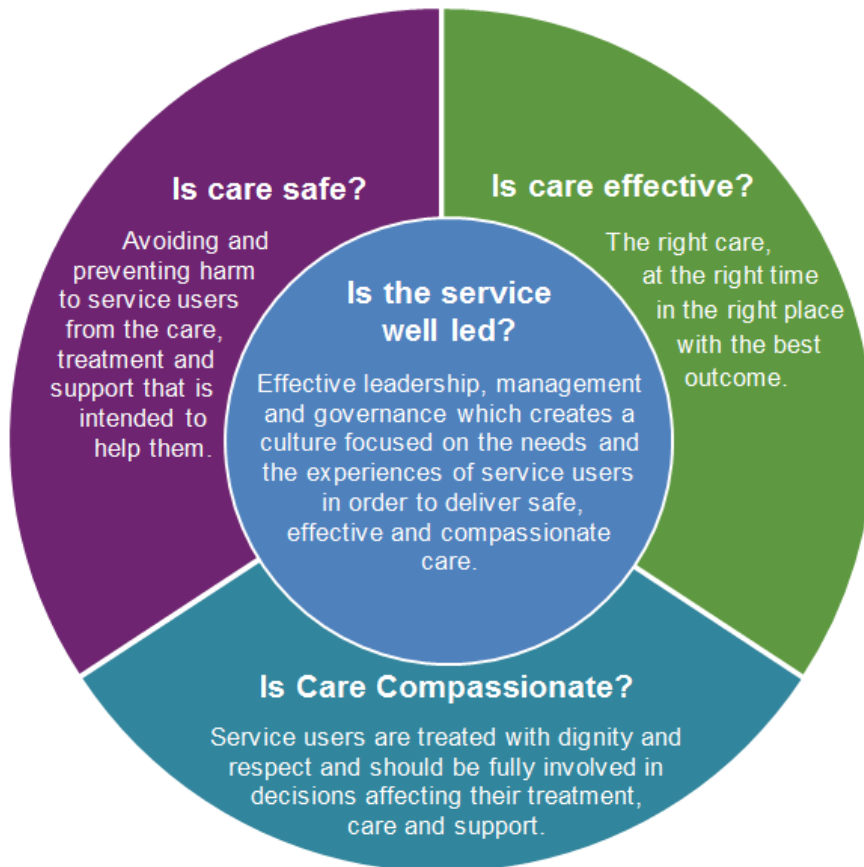 Is care safe?
Avoiding and
preventing harm
to service users
from the care,
treatment and
support that is
intended to
help them.
Is care effective?
The right care,
at the right time
in the right place
with the best
outcome.
Is the service
well led?
Effective leadership, management
and governance which creates a
culture focused on the needs and
the experiences of service users
in order to deliver safe,
effective and compassionate
care.
Is Care Compassionate?
Service users are treated with dignity and
respect and should be fully involved in
decisions affecting their treatment,
care and support.